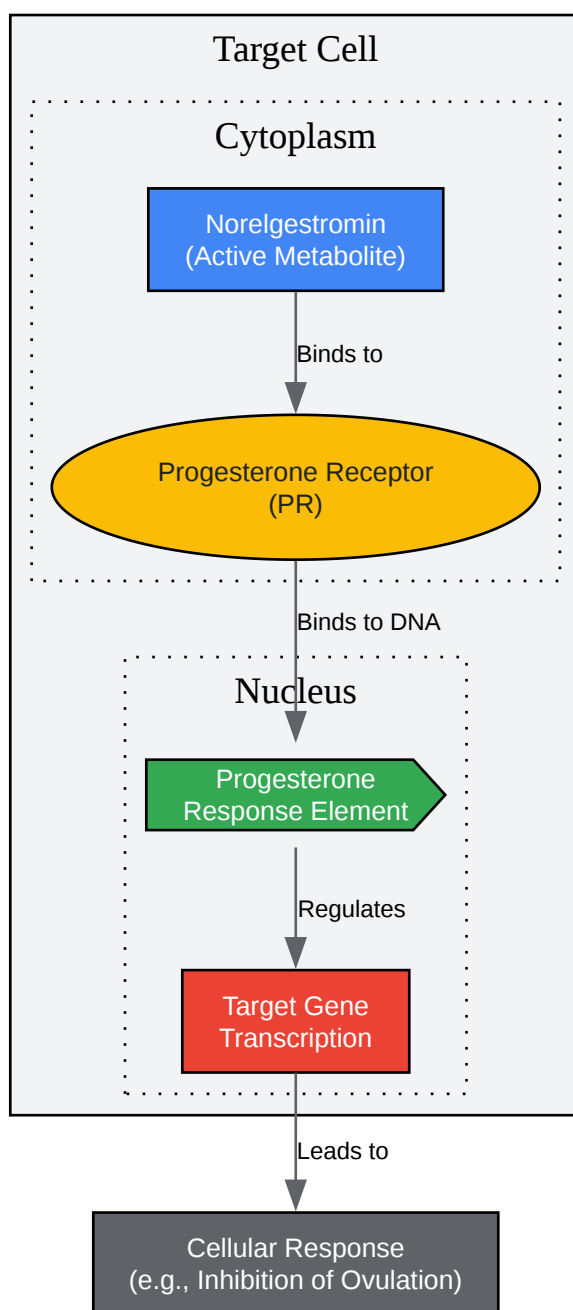 Target Cell
Cytoplasm
Norelgestromin
(Active Metabolite)
Binds to
Progesterone Receptor
(PR)
Binds to DNA
Nucleus
Progesterone
Response Element
Regulates
Target Gene
Transcription
Leads to
Cellular Response
(e.g., Inhibition of Ovulation)